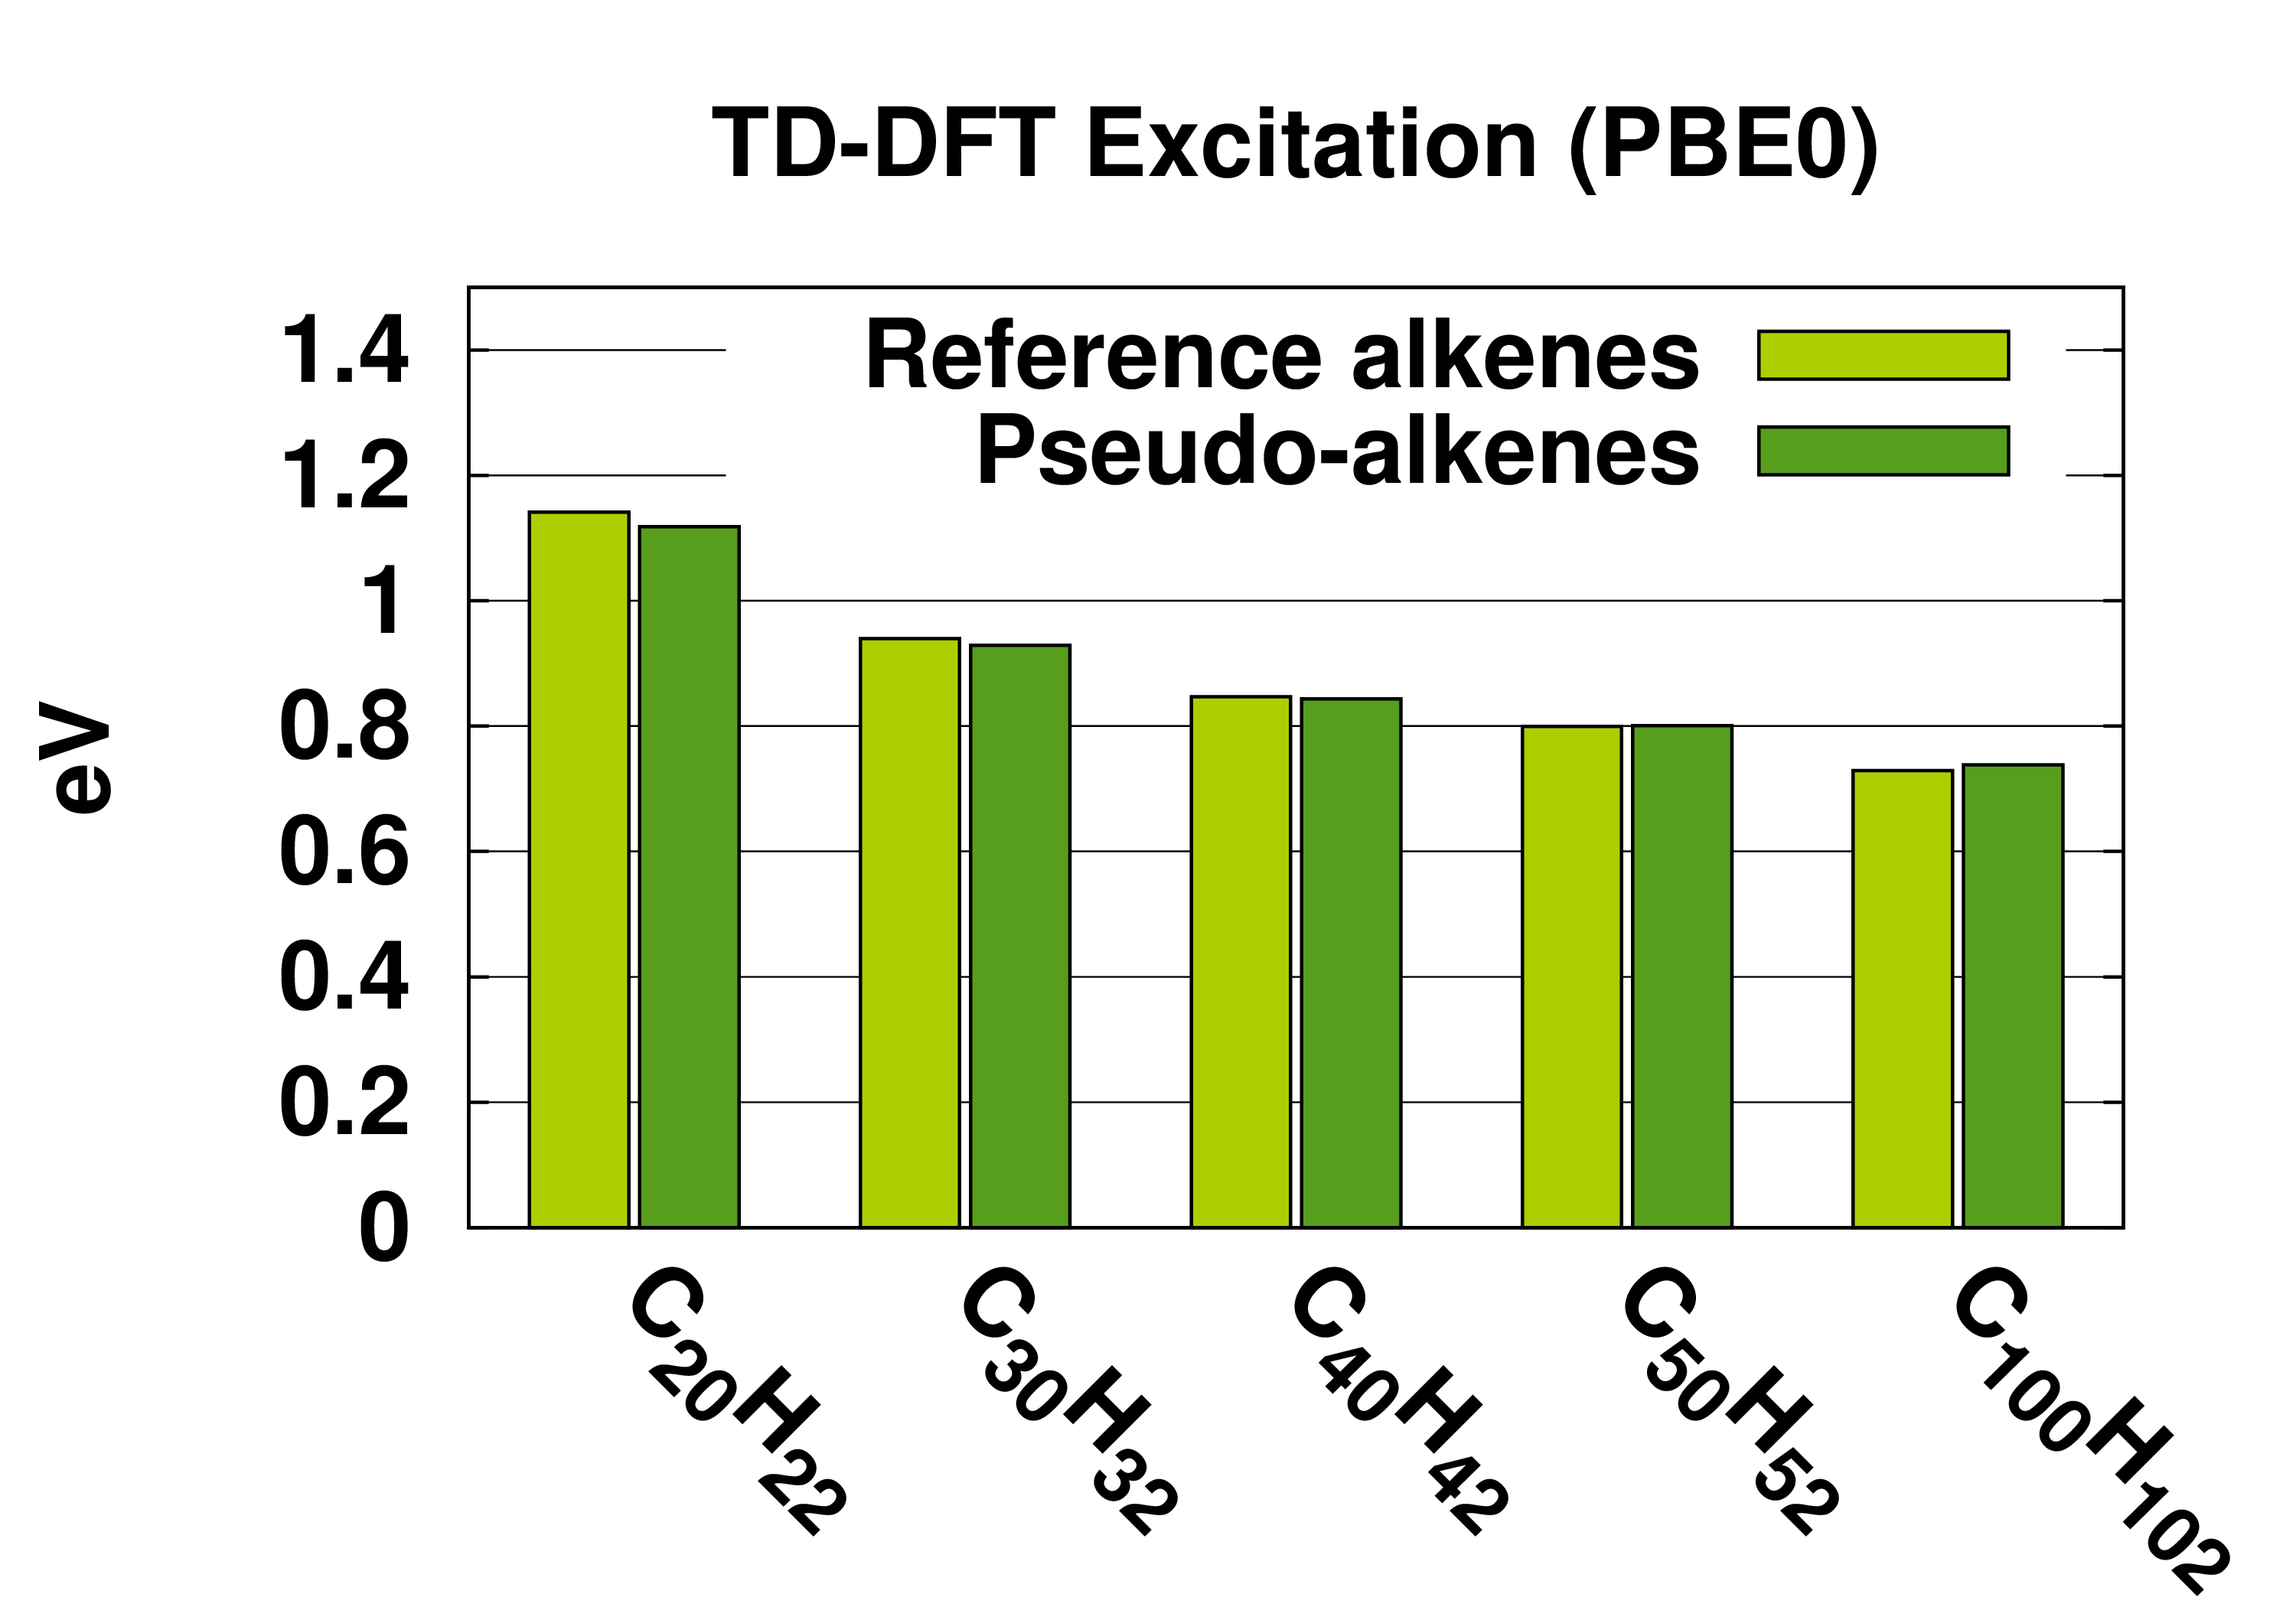 TD-DFT Excitation (PBE0)
Reference alkenes
Pseudo-alkenes
eV
1.4
1.2
1
0.8
0.6
0.4
0.2
0
C₂₀H₂₂
C₃₀H₃₂
C₄₀H₄₂
C₅₀H₅₂
C₁₀₀H₁₀₂